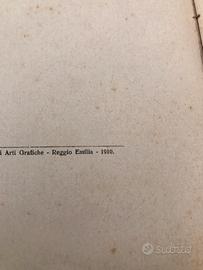 i Arti Grafiche - Reggio Emilia - 1910.
subito